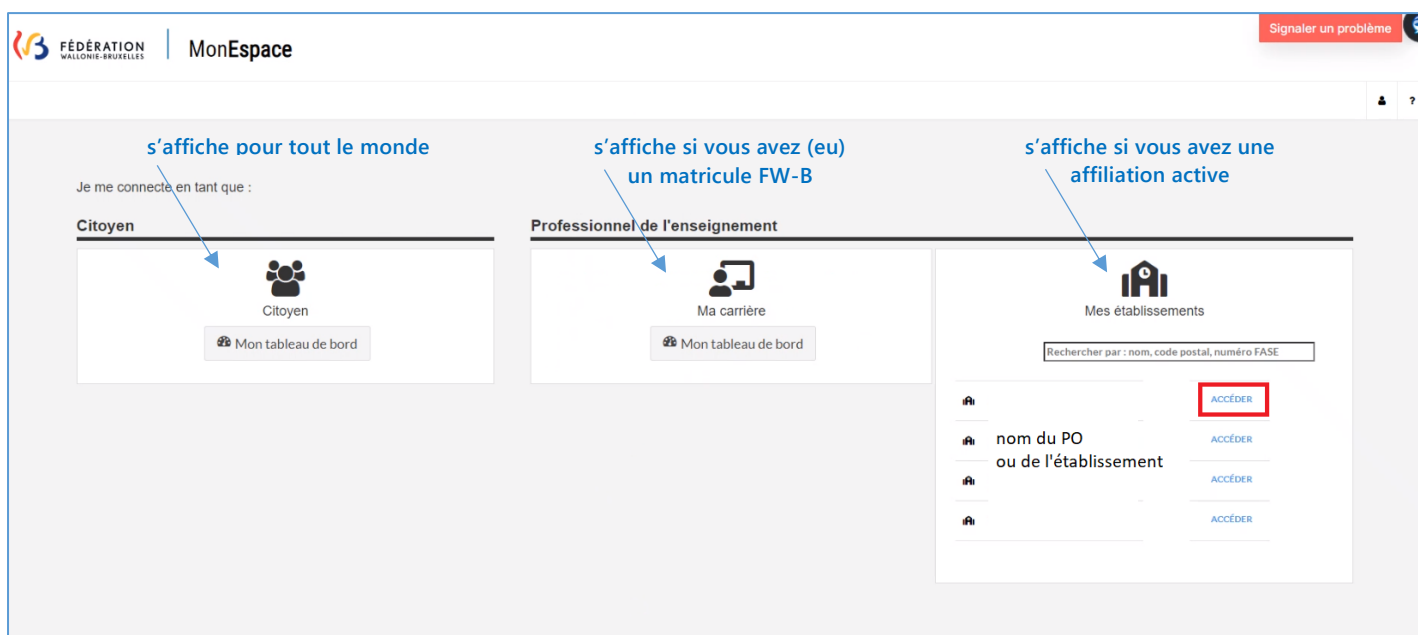 Signaler un problème
FÉDÉRATION
WALLONIE-BRUXELLES
MonEspace
?
s’affiche pour tout le monde
s’affiche si vous avez (eu)
un matricule FW-B
s’affiche si vous avez une
affiliation active
Je me connecte en tant que :
Citoyen
Professionnel de l'enseignement
Citoyen
Mon tableau de bord
Ma carrière
Mon tableau de bord
Mes établissements
Rechercher par : nom, code postal, numéro FASE
ACCÉDER
nom du PO
ou de l'établissement
ACCÉDER
ACCÉDER
ACCÉDER